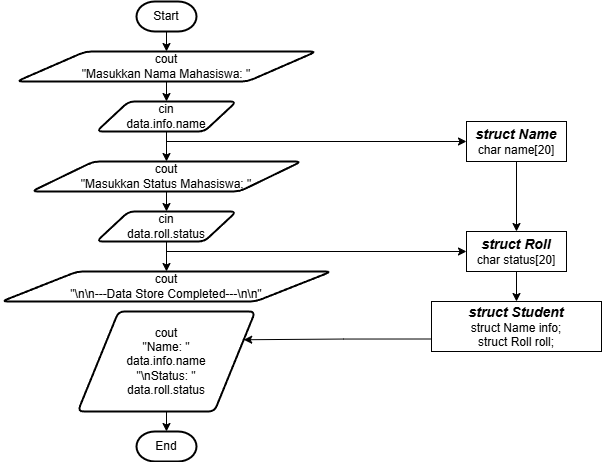 Start
cout
"Masukkan Nama Mahasiswa: "
cin
data.info.name
struct Name
char name[20]
cout
"Masukkan Status Mahasiswa: "
cin
data.roll.status
struct Roll
char status[20]
cout
"\n\n---Data Store Completed---\n\n"
struct Student
struct Name info;
struct Roll roll;
cout
"Name: "
data.info.name
"\nStatus: "
data.roll.status
End